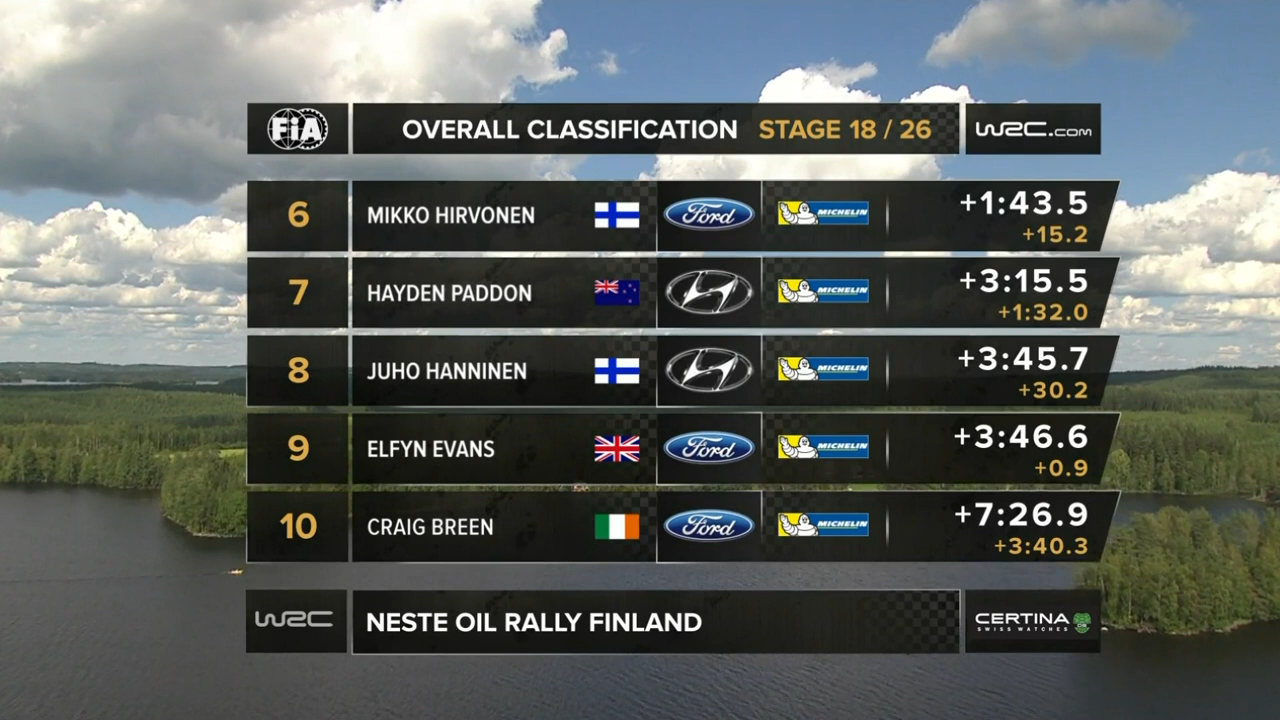 FiA
OVERALL CLASSIFICATION STAGE 18 / 26
W2C.COM
6 MIKKO HIRVONEN Ford MICHELIN +1:43.5
+15.2
7 HAYDEN PADDON MICHELIN +3:15.5
+1:32.0
8 JUHO HANNINEN MICHELIN +3:45.7
+30.2
9 ELFYN EVANS Ford MICHELIN +3:46.6
+0.9
10 CRAIG BREEN Ford MICHELIN +7:26.9
+3:40.3
WRC
NESTE OIL RALLY FINLAND
CERTINA
SWISS WATCHES